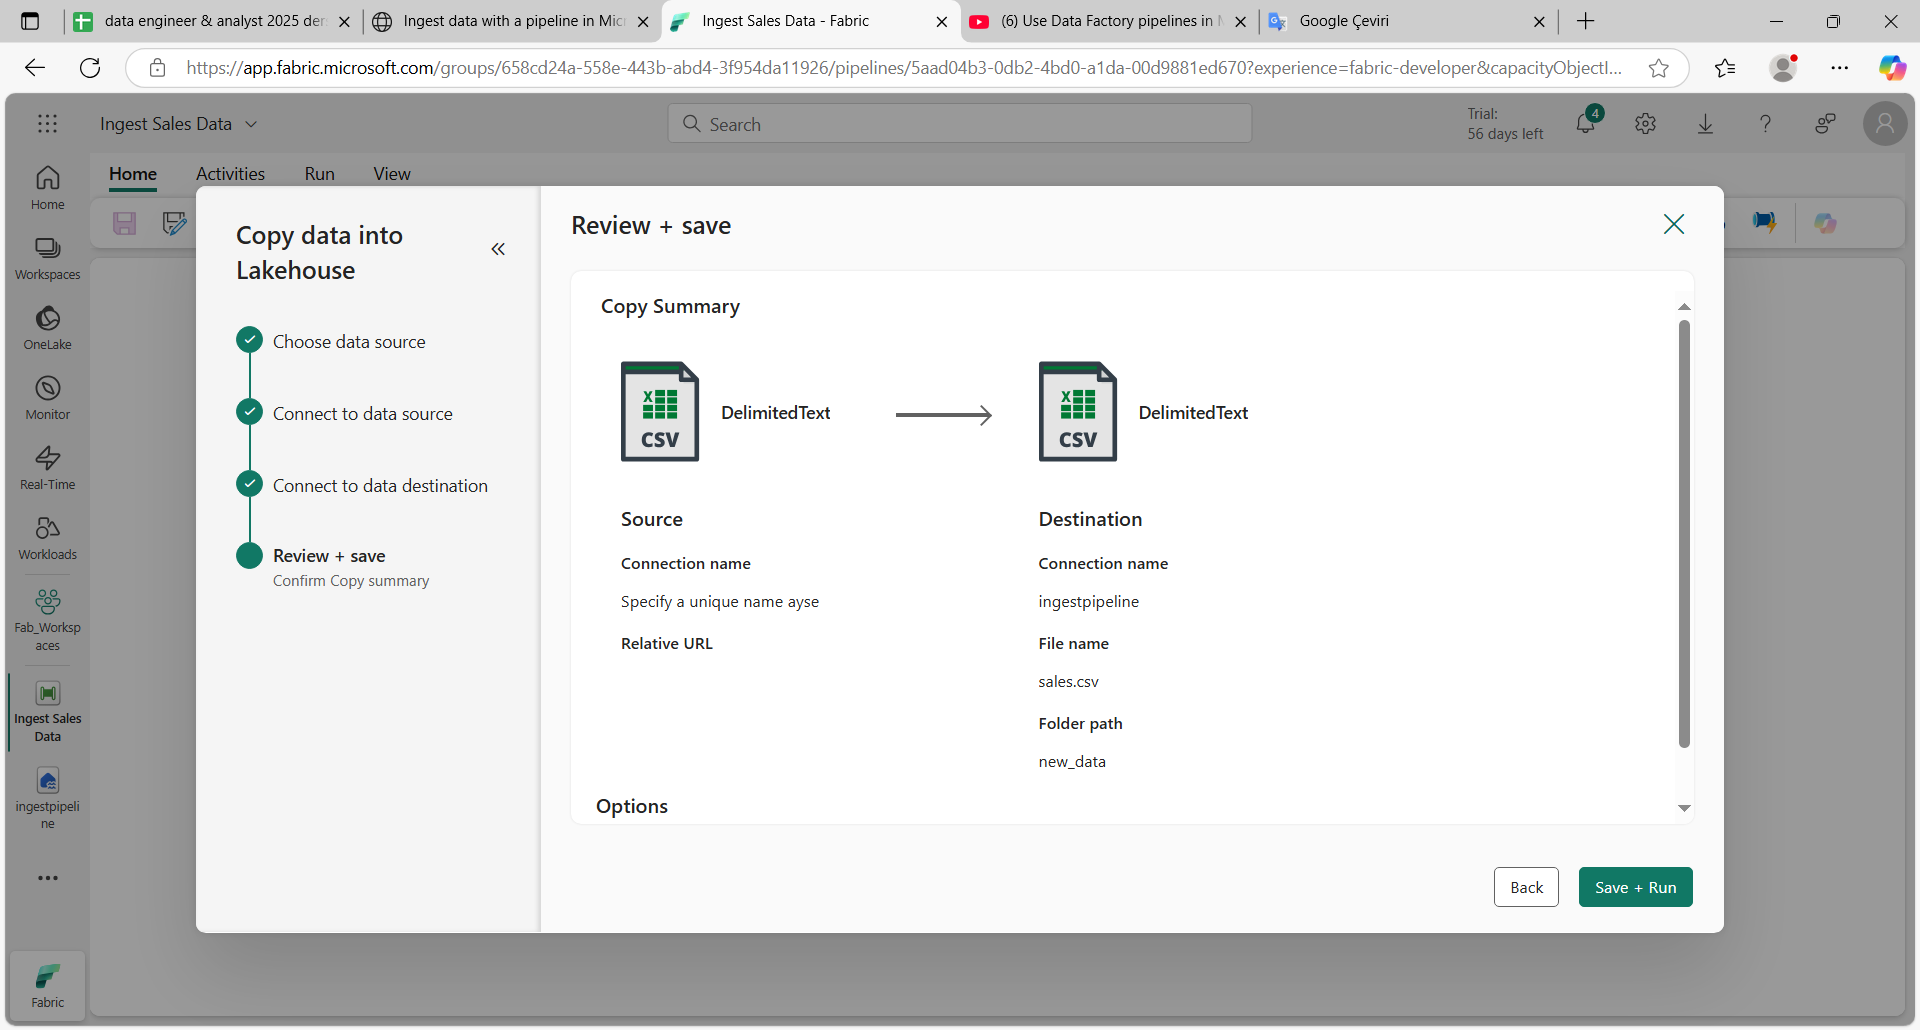 data engineer & analyst 2025 der
Ingest data with a pipeline in Micr
Ingest Sales Data - Fabric
(6) Use Data Factory pipelines in M
Google Çeviri
https://app.fabric.microsoft.com/groups/658cd24a-558e-443b-abd4-3f954da11926/pipelines/5aad04b3-0db2-4bd0-a1da-00d9881ed670?experience=fabric-developer&capacityObjectI...
Ingest Sales Data
Search
Trial:
56 days left
4
Home
Activities
Run
View
Home
Workspaces
OneLake
Monitor
Real-Time
Workloads
Fab_Worksp
aces
Ingest Sales
Data
ingestpipeli
ne
Fabric
Copy data into
Lakehouse
Choose data source
Connect to data source
Connect to data destination
Review + save
Confirm Copy summary
Review + save
Copy Summary
X
CSV
DelimitedText
X
CSV
DelimitedText
Source
Connection name
Specify a unique name ayse
Relative URL
Destination
Connection name
ingestpipeline
File name
sales.csv
Folder path
new_data
Options
Back
Save + Run